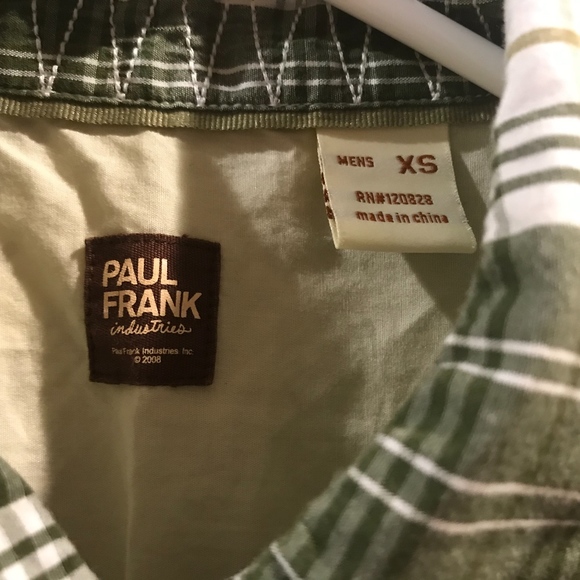 MENS XS
RN#120828
made in china
PAUL
FRANK
industries
Paul Frank Industries, Inc.
© 2008